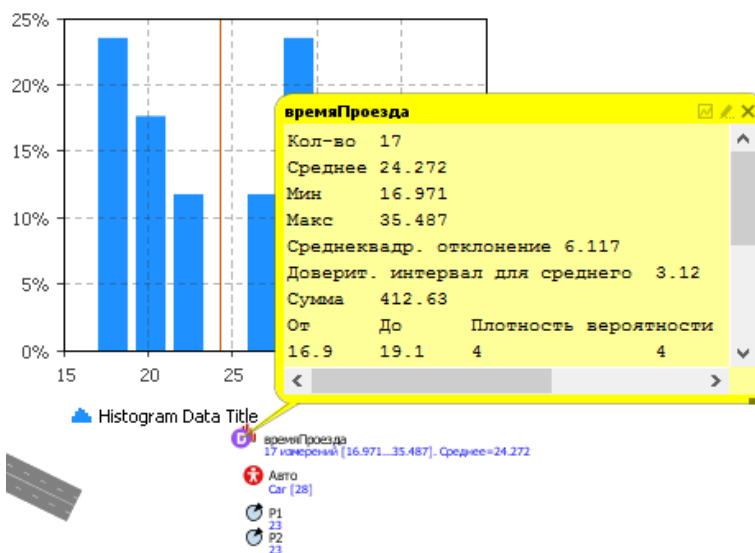 25%
20%
15%
10%
5%
0%
15 20 25
Histogram Data Title
времяПроезда
Кол-во 17
Среднее 24.272
Мин 16.971
Макс 35.487
Среднеквадр. отклонение 6.117
Доверит. интервал для среднего 3.12
Сумма 412.63
От До Плотность вероятности
16.9 19.1 4 4
времяПроезда
17 измерений [16.971...35.487]. Среднее=24.272
Авто
Car [28]
P1
23
P2
23